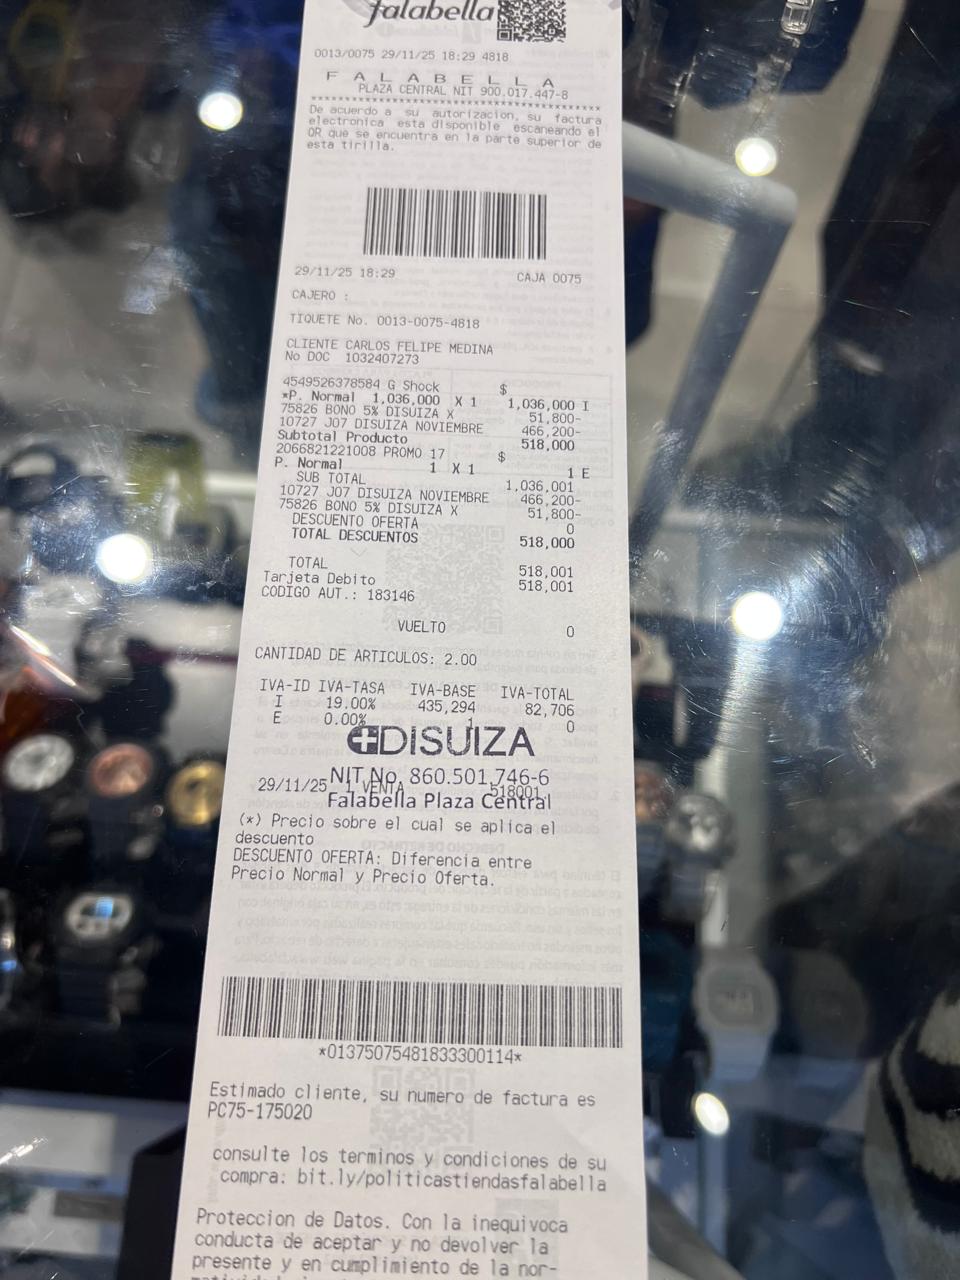 falabella
0013/0075 29/11/25 18:29 4818
F A L A B E L L A
PLAZA CENTRAL NIT 900.017.447-8
************************************
De acuerdo a su autorizacion, su factura
electronica esta disponible escaneando el
QR que se encuentra en la parte superior de
esta tirilla.
29/11/25 18:29 CAJA 0075
CAJERO :
TIQUETE No. 0013-0075-4818
CLIENTE CARLOS FELIPE MEDINA
No DOC 1032407273
4549526378584 G Shock $
*P. Normal 1,036,000 X 1 1,036,000 I
75826 BONO 5% DISUIZA X 51,800-
10727 J07 DISUIZA NOVIEMBRE 466,200-
Subtotal Producto 518,000
2066821221008 PROMO 17 $
P. Normal 1 X 1 1 E
SUB TOTAL 1,036,001
10727 J07 DISUIZA NOVIEMBRE 466,200-
75826 BONO 5% DISUIZA X 51,800-
DESCUENTO OFERTA 0
TOTAL DESCUENTOS 518,000
TOTAL 518,001
Tarjeta Debito 518,001
CODIGO AUT.: 183146
VUELTO 0
CANTIDAD DE ARTICULOS: 2.00
IVA-ID IVA-TASA IVA-BASE IVA-TOTAL
I 19.00% 435,294 82,706
E 0.00% 1 0
DISUIZA
NIT.No. 860.501.746-6
29/11/25 1 VENTA 518001
Falabella Plaza Central
(*) Precio sobre el cual se aplica el
descuento
DESCUENTO OFERTA: Diferencia entre
Precio Normal y Precio Oferta.
*01375075481833300114*
Estimado cliente, su numero de factura es
PC75-175020
consulte los terminos y condiciones de su
compra: bit.ly/politicastiendasfalabella
Proteccion de Datos. Con la inequivoca
conducta de aceptar y no devolver la
presente y en cumplimiento de la nor-